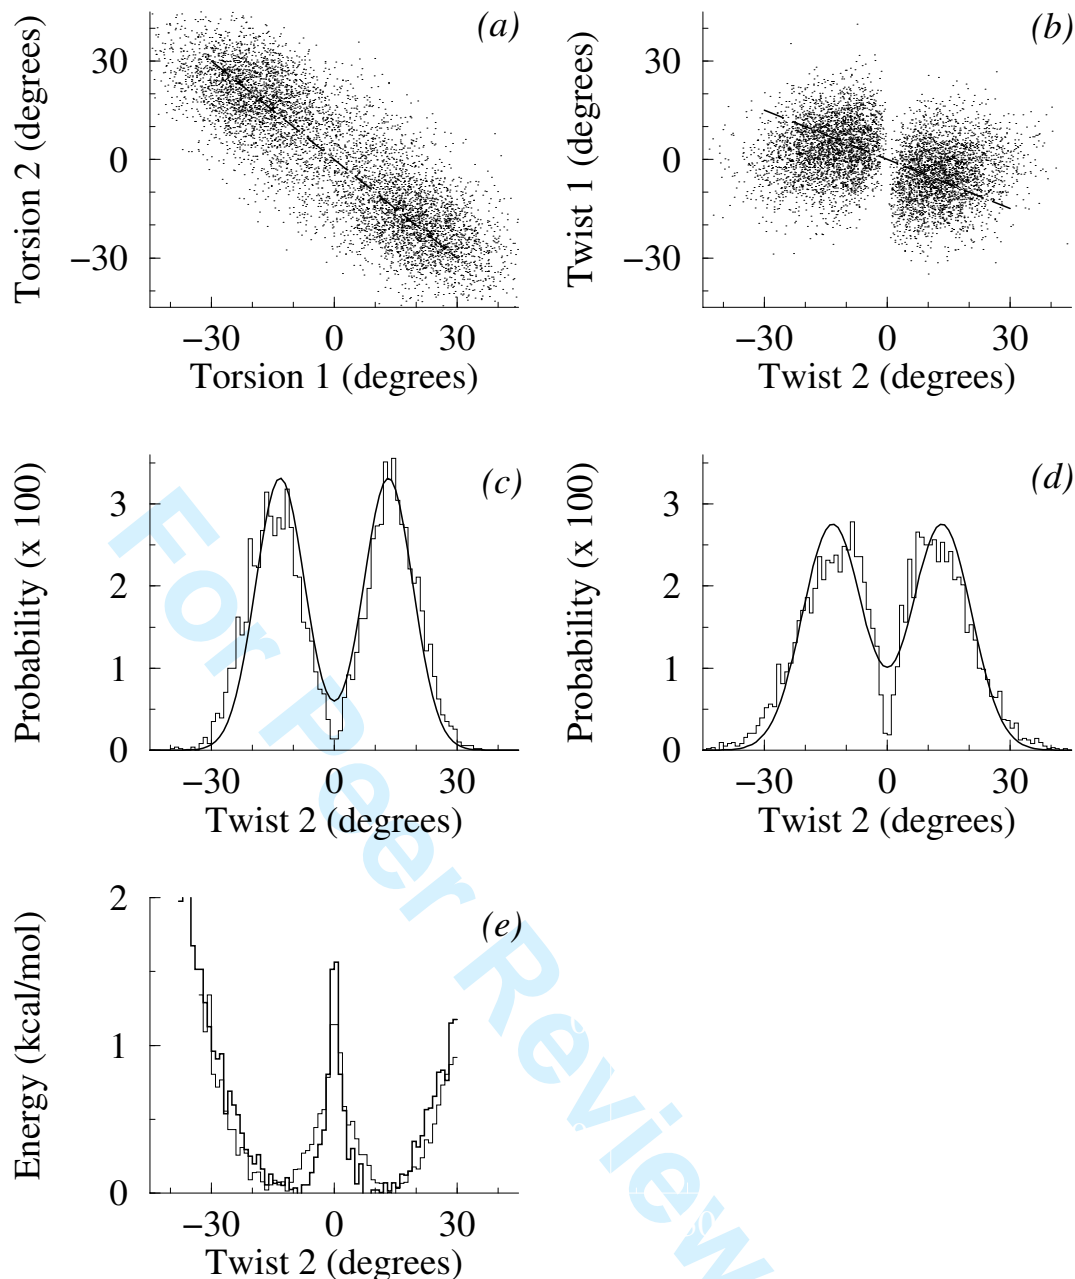 (a)
Torsion 2 (degrees)
30
0
−30
−30 0 30
Torsion 1 (degrees)
(b)
Twist 1 (degrees)
30
0
−30
−30 0 30
Twist 2 (degrees)
(c)
Probability (x 100)
3
2
1
0
−30 0 30
Twist 2 (degrees)
(d)
Probability (x 100)
3
2
1
0
−30 0 30
Twist 2 (degrees)
(e)
Energy (kcal/mol)
2
1
0
−30 0 30
Twist 2 (degrees)
For Peer Review